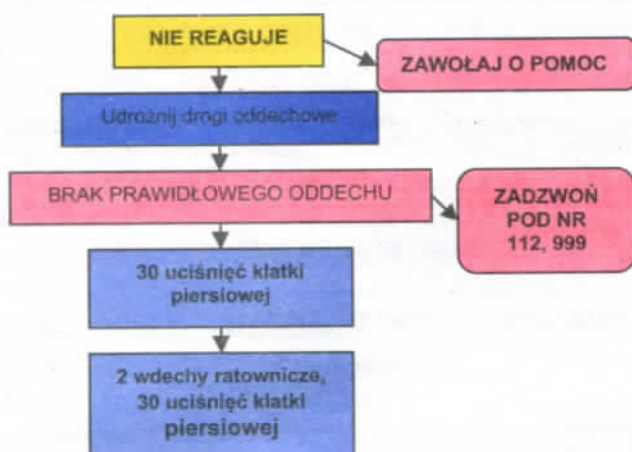 NIE REAGUJE
ZAWOŁAJ O POMOC
Udrożnij drogi oddechowe
BRAK PRAWIDŁOWEGO ODDECHU
ZADZWOŃ
POD NR
112, 999
30 uciśnięć klatki
piersiowej
2 wdechy ratownicze,
30 uciśnięć klatki
piersiowej